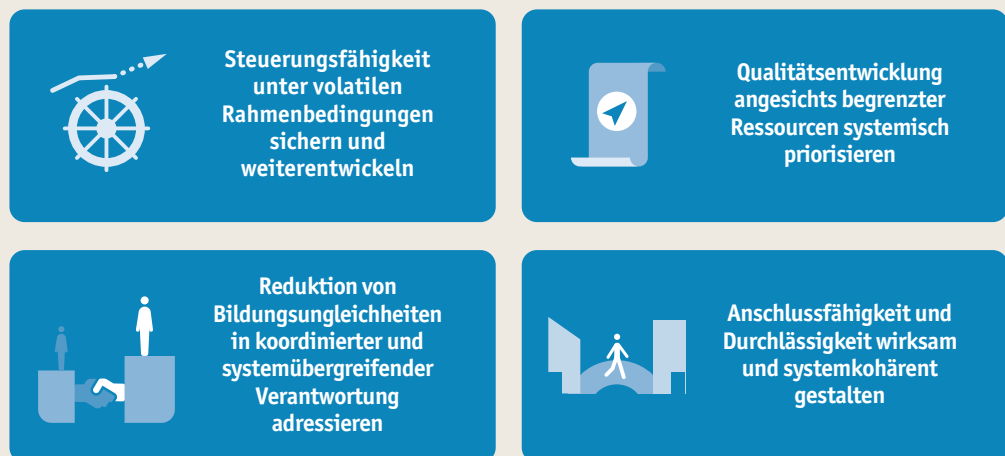 Steuerungsfähigkeit
unter volatilen
Rahmenbedingungen
sichern und
weiterentwickeln
Qualitätsentwicklung
angesichts begrenzter
Ressourcen systemisch
priorisieren
Reduktion von
Bildungsungleichheiten
in koordinierter und
systemübergreifender
Verantwortung
adressieren
Anschlussfähigkeit und
Durchlässigkeit wirksam
und systemkohärent
gestalten